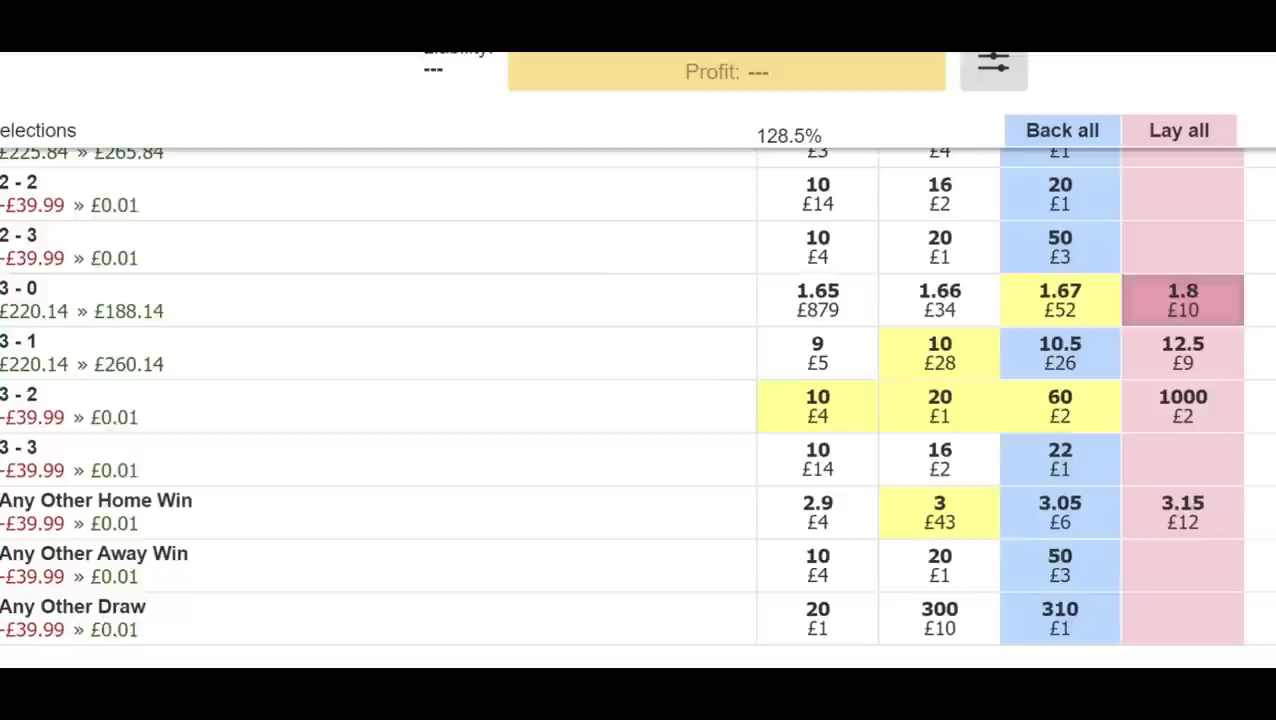 ---
Profit: ---
elections
128.5%
Back all
Lay all
£225.84 » £265.84
£3
£4
£1
2 - 2
-£39.99 » £0.01
10
£14
16
£2
20
£1
2 - 3
-£39.99 » £0.01
10
£4
20
£1
50
£3
3 - 0
£220.14 » £188.14
1.65
£879
1.66
£34
1.67
£52
1.8
£10
3 - 1
£220.14 » £260.14
9
£5
10
£28
10.5
£26
12.5
£9
3 - 2
-£39.99 » £0.01
10
£4
20
£1
60
£2
1000
£2
3 - 3
-£39.99 » £0.01
10
£14
16
£2
22
£1
Any Other Home Win
-£39.99 » £0.01
2.9
£4
3
£43
3.05
£6
3.15
£12
Any Other Away Win
-£39.99 » £0.01
10
£4
20
£1
50
£3
Any Other Draw
-£39.99 » £0.01
20
£1
300
£10
310
£1